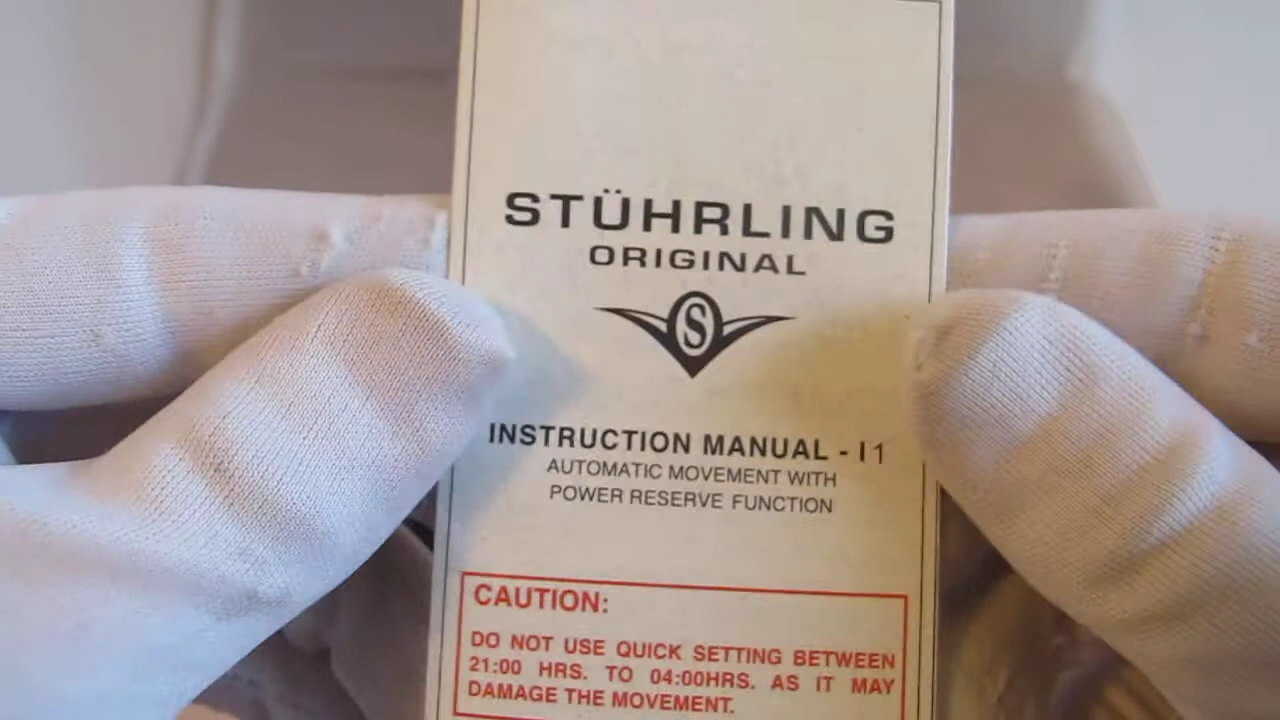 STÜHRLING
ORIGINAL
S
INSTRUCTION MANUAL - I1
AUTOMATIC MOVEMENT WITH
POWER RESERVE FUNCTION
CAUTION:
DO NOT USE QUICK SETTING BETWEEN
21:00 HRS. TO 04:00HRS. AS IT MAY
DAMAGE THE MOVEMENT.